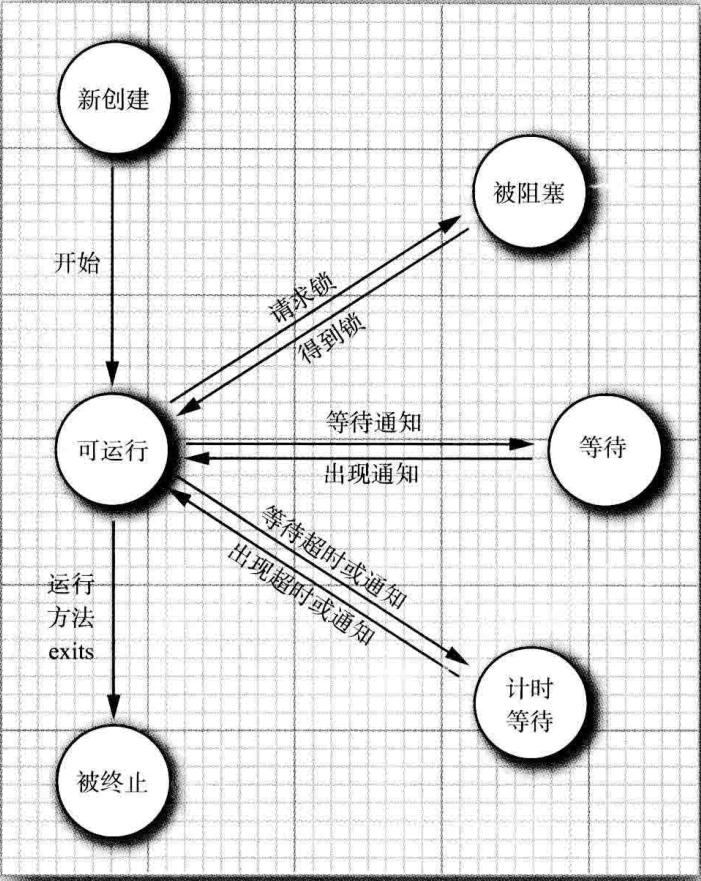 新创建
被阻塞
开始
请求锁
得到锁
可运行
等待通知
出现通知
等待
等待超时或通知
出现超时或通知
运行
方法
exits
计时
等待
被终止